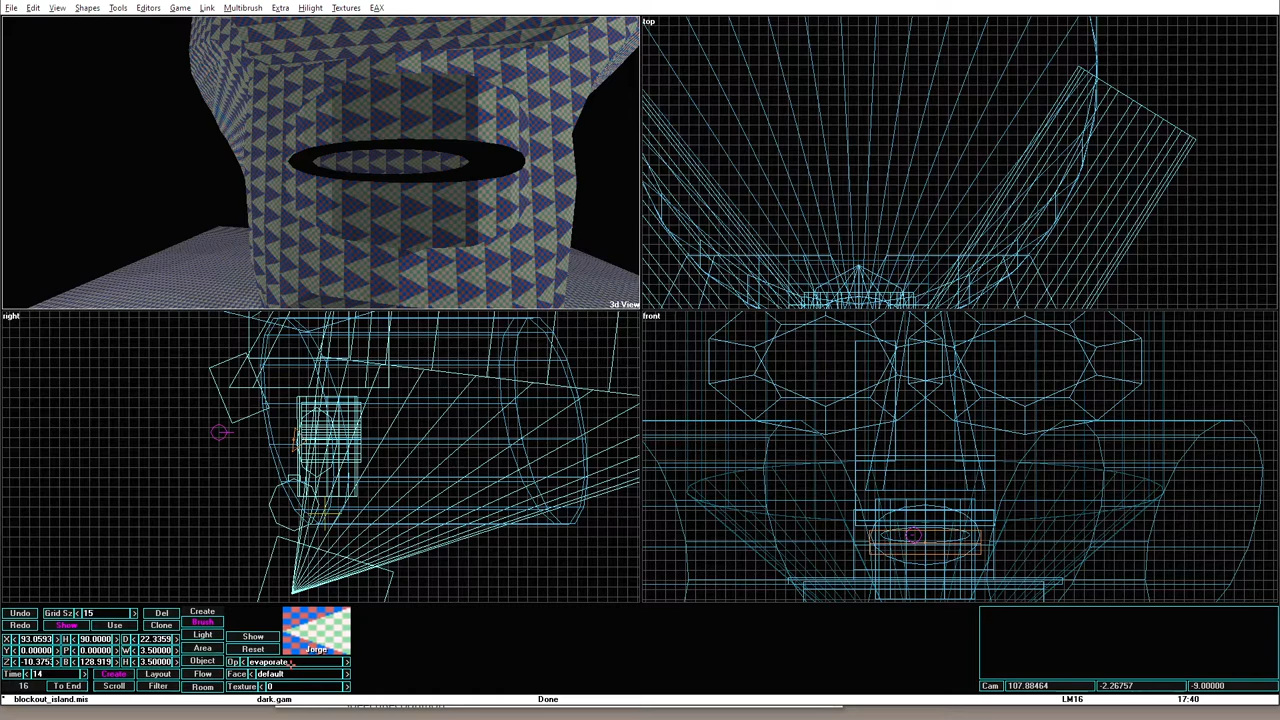 File Edit View Shapes Tools Editors Game Link Multibrush Extra Hilight Textures EAX
top
3d View
right
front
Undo Grid Sz < 15 > Del Create
Redo Show Use Clone Brush
X < 93.0593 > H < 90.0000 > D < 22.3359 > Light Show
Y < 0.00000 > P < 0.00000 > W < 3.50000 > Area Reset Jorge
Z < -10.3753 > B < 128.919 > H < 3.50000 > Object Op < evaporate >
Time < 14 > Create Layout Flow Face < default >
16 To End Scroll Filter Room Texture < 0 >
Cam 107.88464 -2.26757 -9.00000
* blockout_island.mis dark.gam Done LM16 17:40